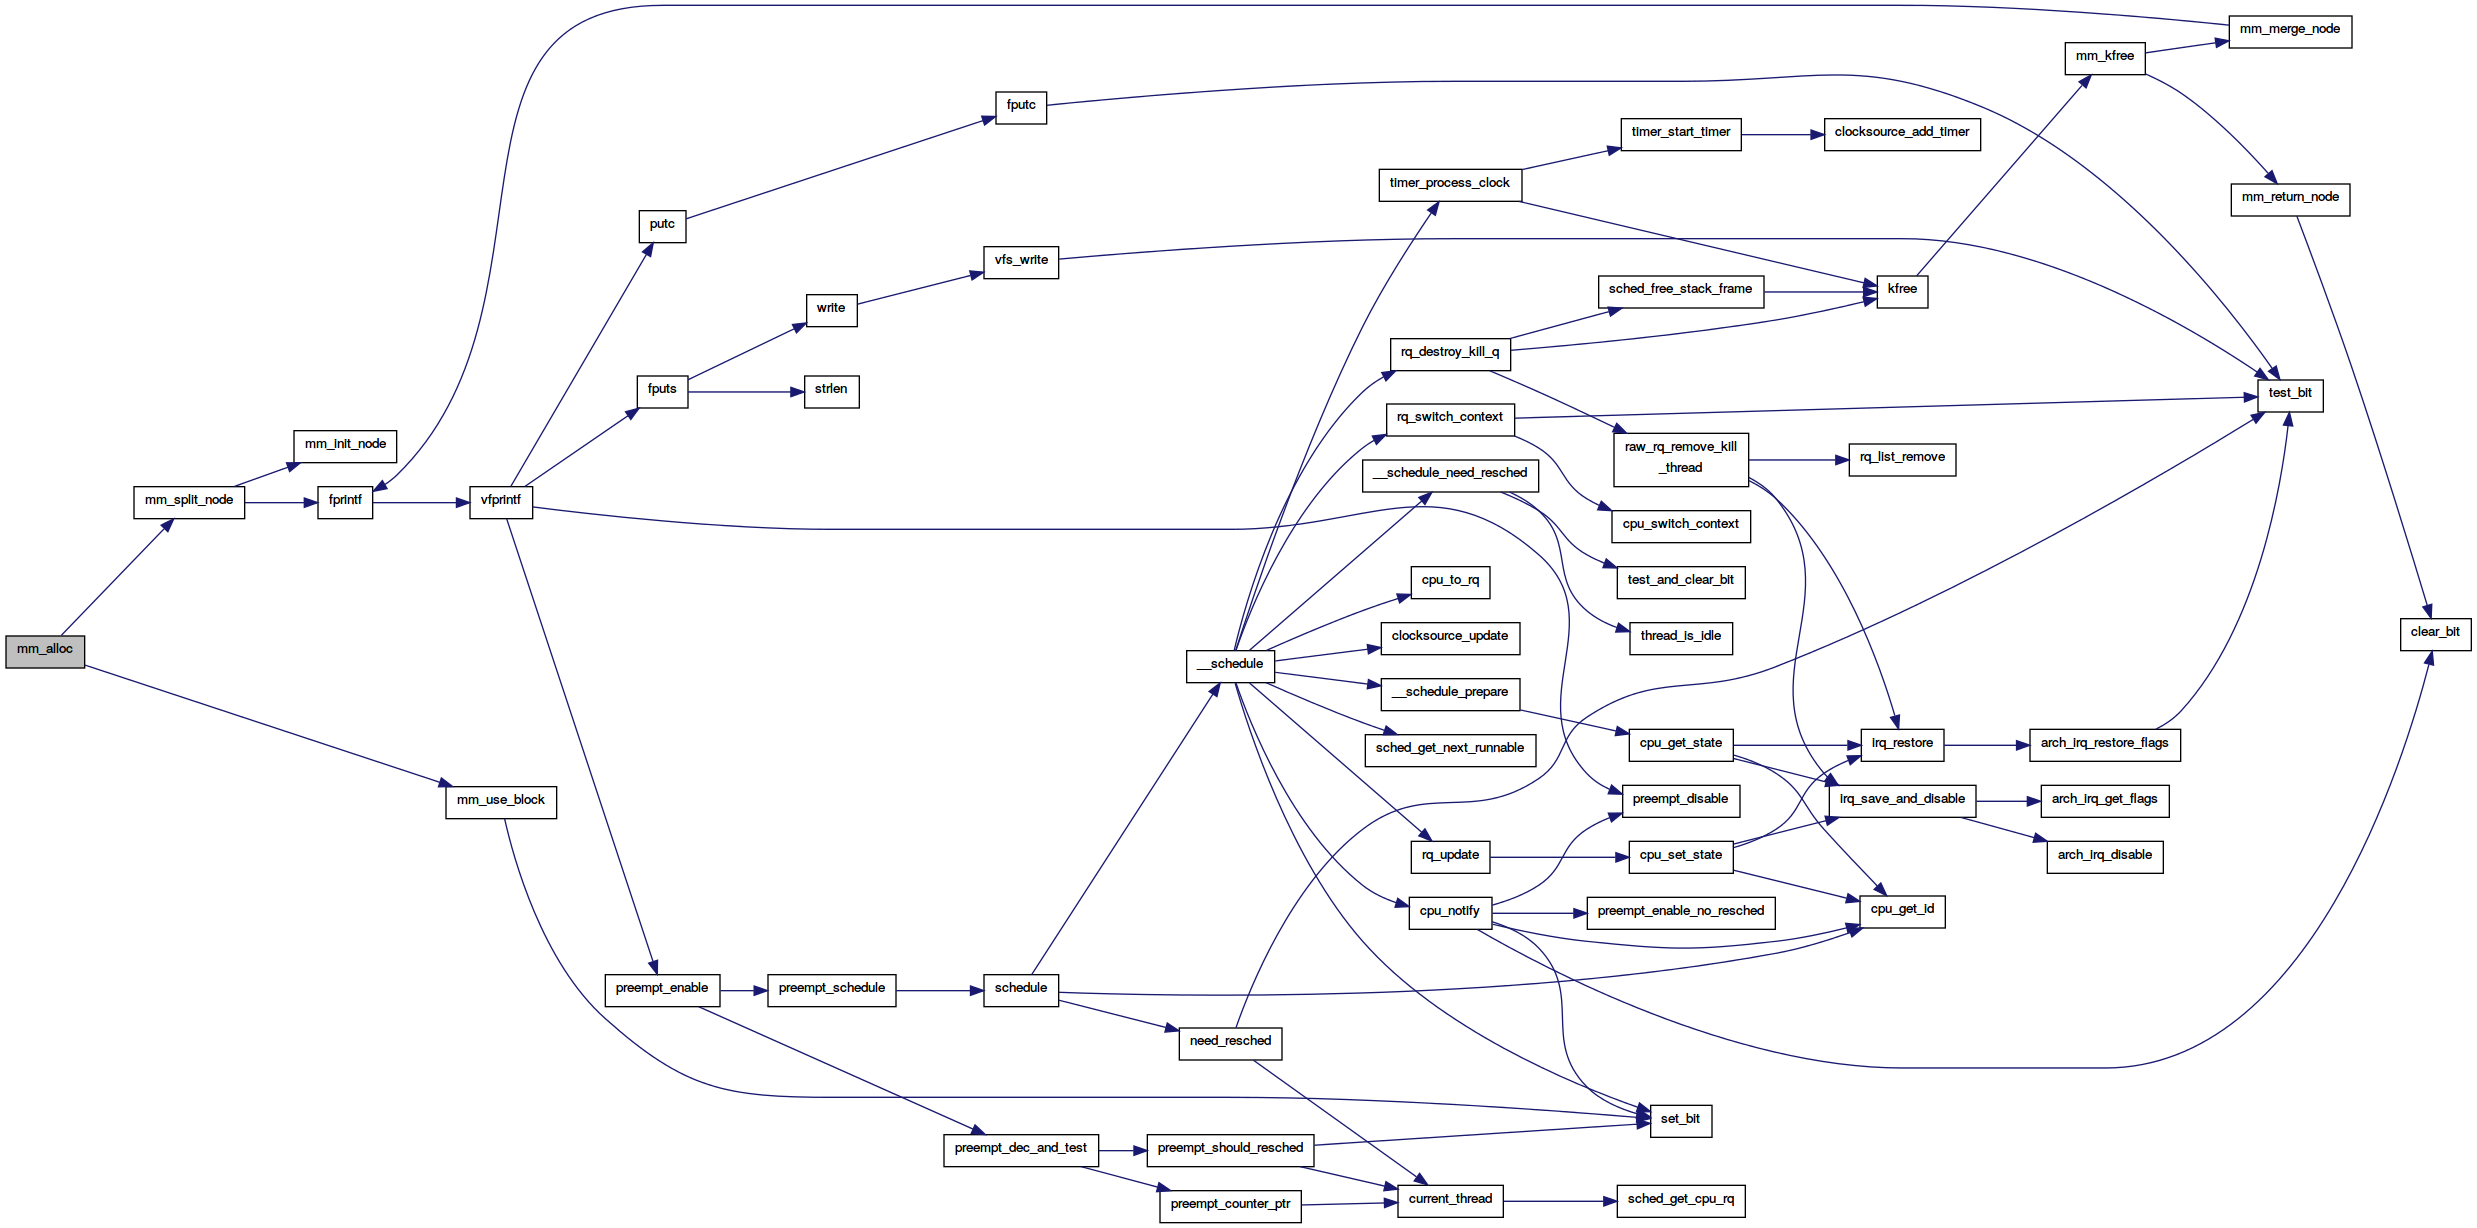 mm_alloc
mm_split_node
mm_use_block
mm_init_node
fprintf
vfprintf
putc
fputs
preempt_enable
write
strlen
preempt_schedule
fputc
vfs_write
schedule
preempt_dec_and_test
__schedule
need_resched
preempt_should_resched
preempt_counter_ptr
timer_process_clock
rq_destroy_kill_q
rq_switch_context
__schedule_need_resched
cpu_to_rq
clocksource_update
__schedule_prepare
sched_get_next_runnable
rq_update
cpu_notify
current_thread
timer_start_timer
sched_free_stack_frame
raw_rq_remove_kill
_thread
cpu_switch_context
test_and_clear_bit
thread_is_idle
cpu_get_state
preempt_disable
cpu_set_state
preempt_enable_no_resched
set_bit
sched_get_cpu_rq
clocksource_add_timer
kfree
rq_list_remove
irq_restore
irq_save_and_disable
cpu_get_id
mm_kfree
arch_irq_restore_flags
arch_irq_get_flags
arch_irq_disable
mm_merge_node
mm_return_node
test_bit
clear_bit